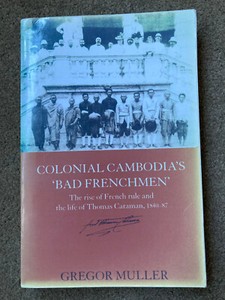 COLONIAL CAMBODIA'S
'BAD FRENCHMEN'
The rise of French rule and
the life of Thomas Caraman, 1840–87
GREGOR MULLER